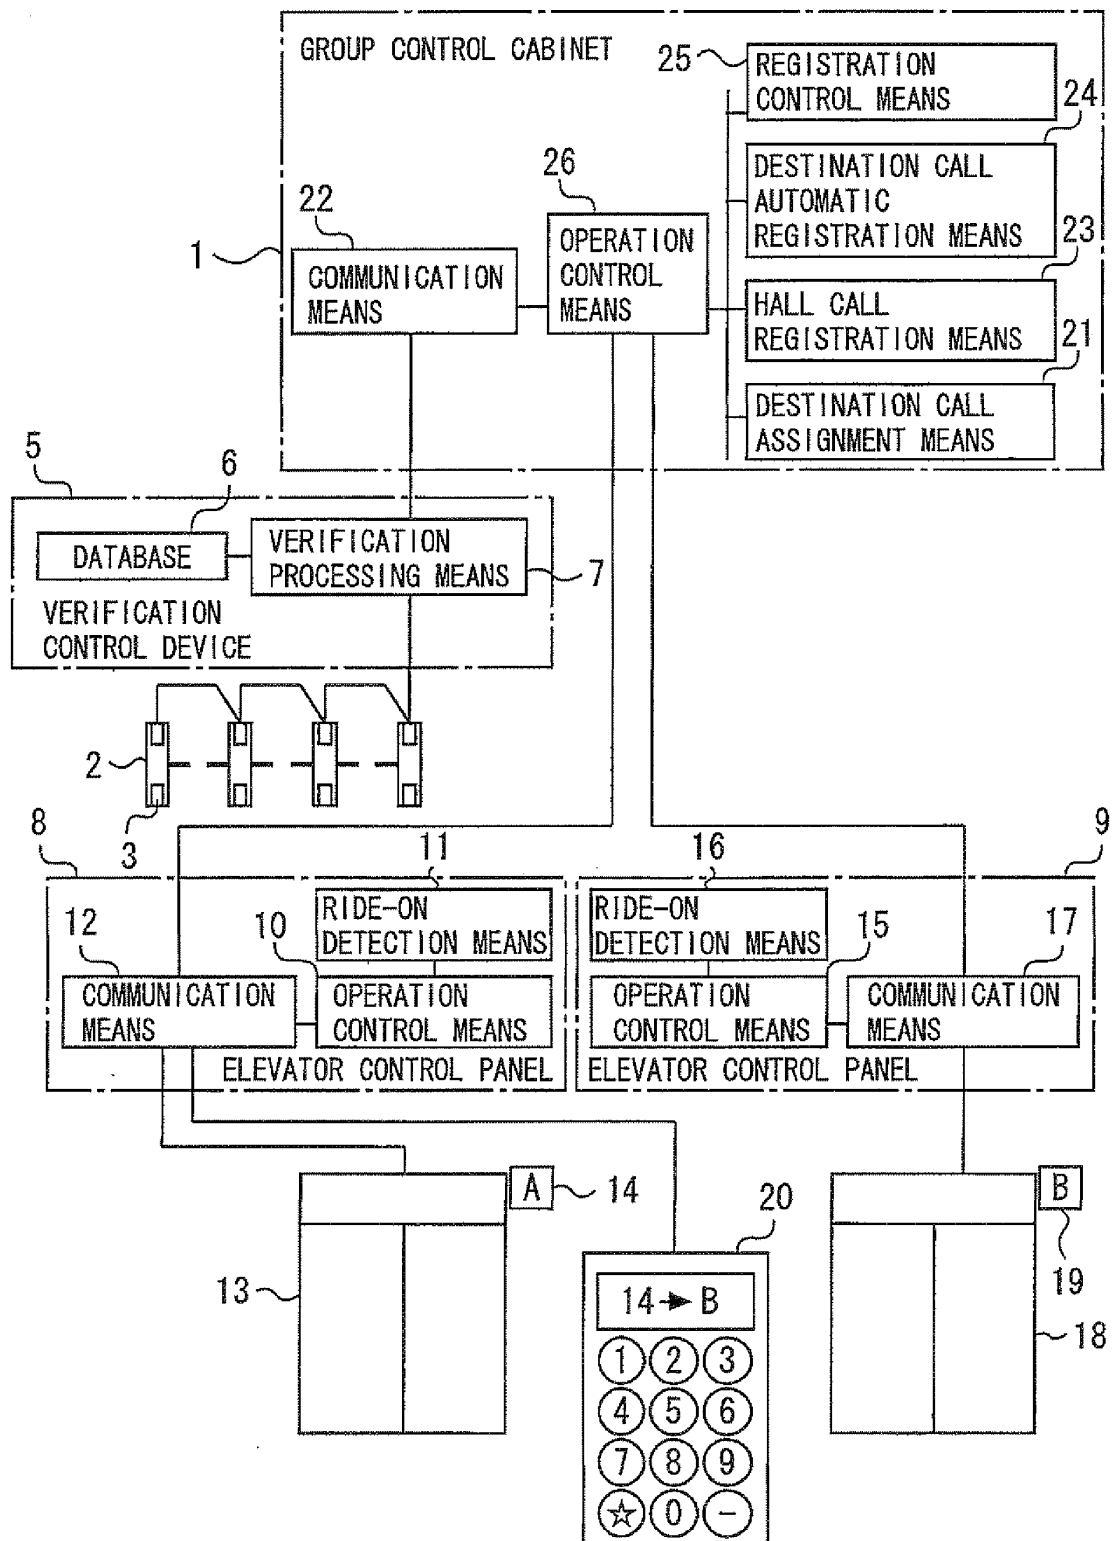 GROUP CONTROL CABINET
25
REGISTRATION
CONTROL MEANS
24
DESTINATION CALL
AUTOMATIC
REGISTRATION MEANS
26
22
OPERATION
CONTROL
MEANS
23
1
COMMUNICATION
MEANS
HALL CALL
REGISTRATION MEANS
21
DESTINATION CALL
ASSIGNMENT MEANS
5
6
DATABASE
VERIFICATION
PROCESSING MEANS
7
VERIFICATION
CONTROL DEVICE
2
3
8
11
16
9
12
10
RIDE-ON
DETECTION MEANS
RIDE-ON
DETECTION MEANS
15
17
COMMUNICATION
MEANS
OPERATION
CONTROL MEANS
OPERATION
CONTROL MEANS
COMMUNICATION
MEANS
ELEVATOR CONTROL PANEL
ELEVATOR CONTROL PANEL
A
14
20
B
19
13
14→B
18
1 2 3
4 5 6
7 8 9
☆ 0 −